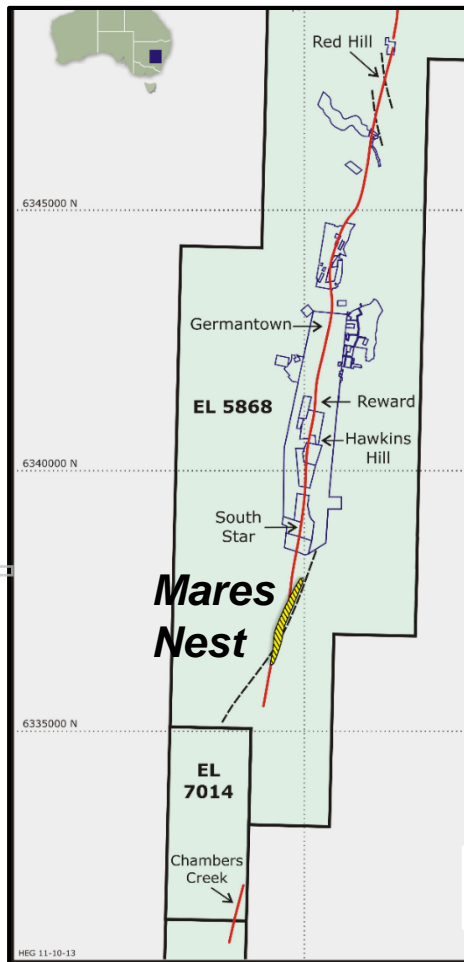 Red Hill
6345000 N
Germantown
EL 5868
Reward
Hawkins
Hill
6340000 N
South
Star
Mares
Nest
6335000 N
EL
7014
Chambers
Creek
HEG 11-10-13